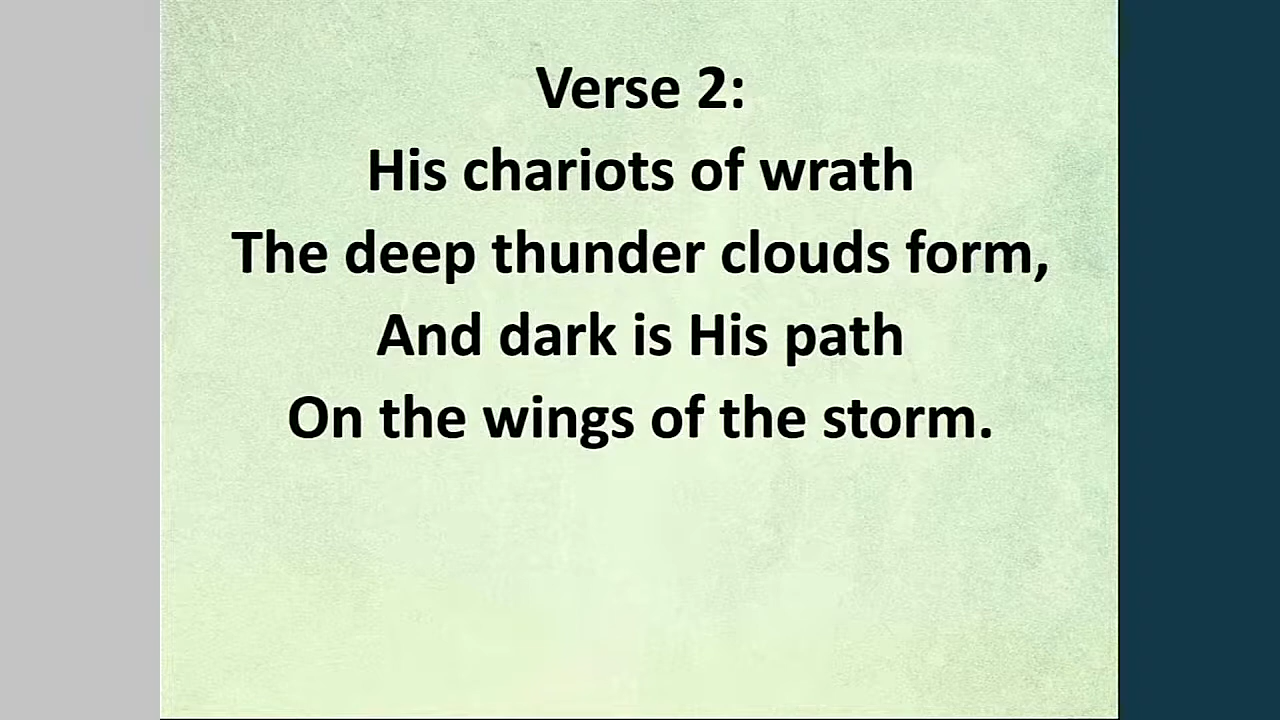 Verse 2:
His chariots of wrath
The deep thunder clouds form,
And dark is His path
On the wings of the storm.